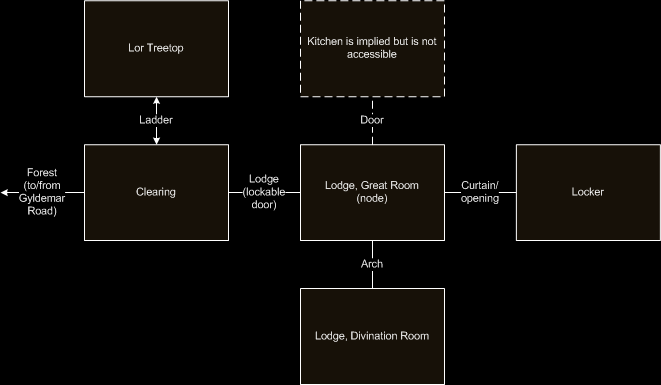 Lor Treetop
Kitchen is implied but is not
accessible
Ladder
Door
Forest
(to/from
Gyldemar
Road)
Clearing
Lodge
(lockable
door)
Lodge, Great Room
(node)
Curtain/
opening
Locker
Arch
Lodge, Divination Room